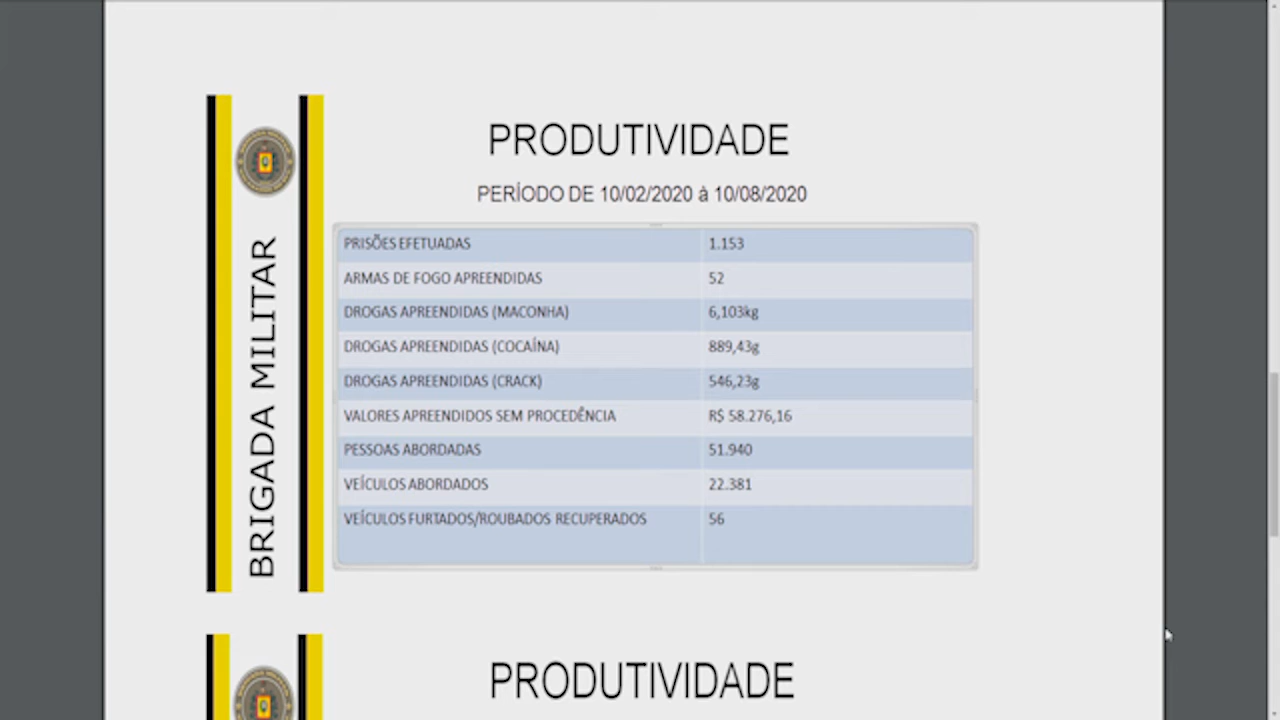 PRODUTIVIDADE
PERÍODO DE 10/02/2020 à 10/08/2020
BRIGADA MILITAR
PRISÕES EFETUADAS 1.153
ARMAS DE FOGO APREENDIDAS 52
DROGAS APREENDIDAS (MACONHA) 6,103kg
DROGAS APREENDIDAS (COCAÍNA) 889,43g
DROGAS APREENDIDAS (CRACK) 546,23g
VALORES APREENDIDOS SEM PROCEDÊNCIA R$ 58.276,16
PESSOAS ABORDADAS 51.940
VEÍCULOS ABORDADOS 22.381
VEÍCULOS FURTADOS/ROUBADOS RECUPERADOS 56
PRODUTIVIDADE